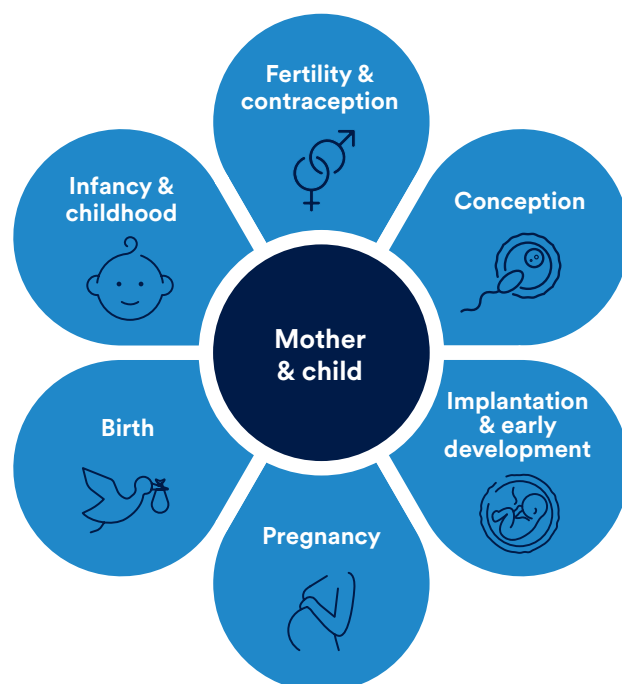 Fertility &
contraception
Conception
Implantation
& early
development
Pregnancy
Birth
Infancy &
childhood
Mother
& child